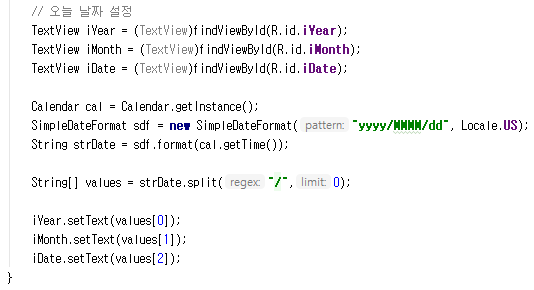 // 오늘 날짜 설정
TextView iYear = (TextView)findViewById(R.id.iYear);
TextView iMonth = (TextView)findViewById(R.id.iMonth);
TextView iDate = (TextView)findViewById(R.id.iDate);
Calendar cal = Calendar.getInstance();
SimpleDateFormat sdf = new SimpleDateFormat( pattern: "yyyy/MMMM/dd", Locale.US);
String strDate = sdf.format(cal.getTime());
String[] values = strDate.split( regex: "/", limit: 0);
iYear.setText(values[0]);
iMonth.setText(values[1]);
iDate.setText(values[2]);
}